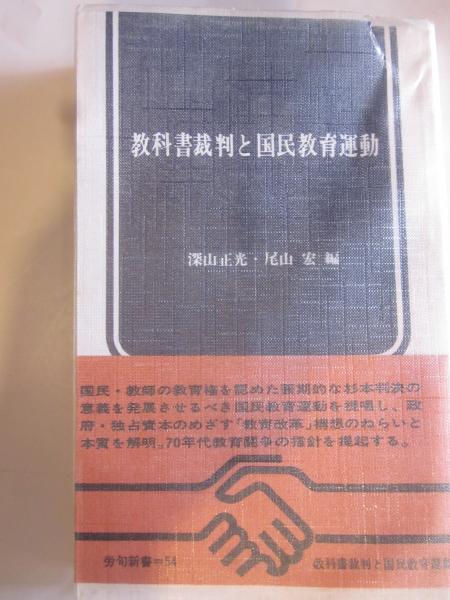 教科書裁判と国民教育運動
深山正光・尾山 宏 編
国民・教師の教育権を認めた画期的な杉本判決の
意義を発展させるべき国民教育運動を提唱し、政
府・独占資本のめざす「教育改革」構想のねらいと
本質を解明。70年代教育闘争の指針を提起する。
労旬新書＝54
教科書裁判と国民教育運動